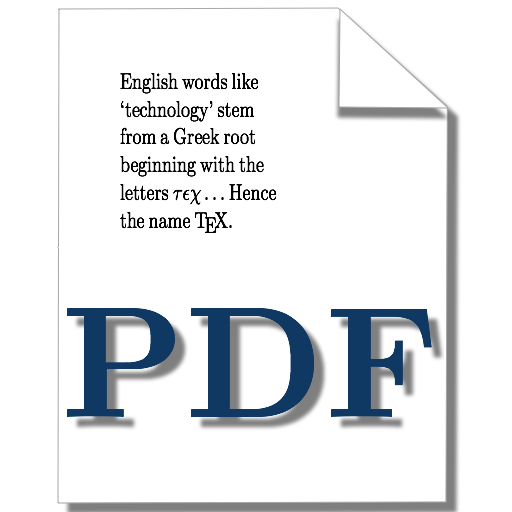 English words like
‘technology’ stem
from a Greek root
beginning with the
letters τϵχ... Hence
the name TEX.
PDF